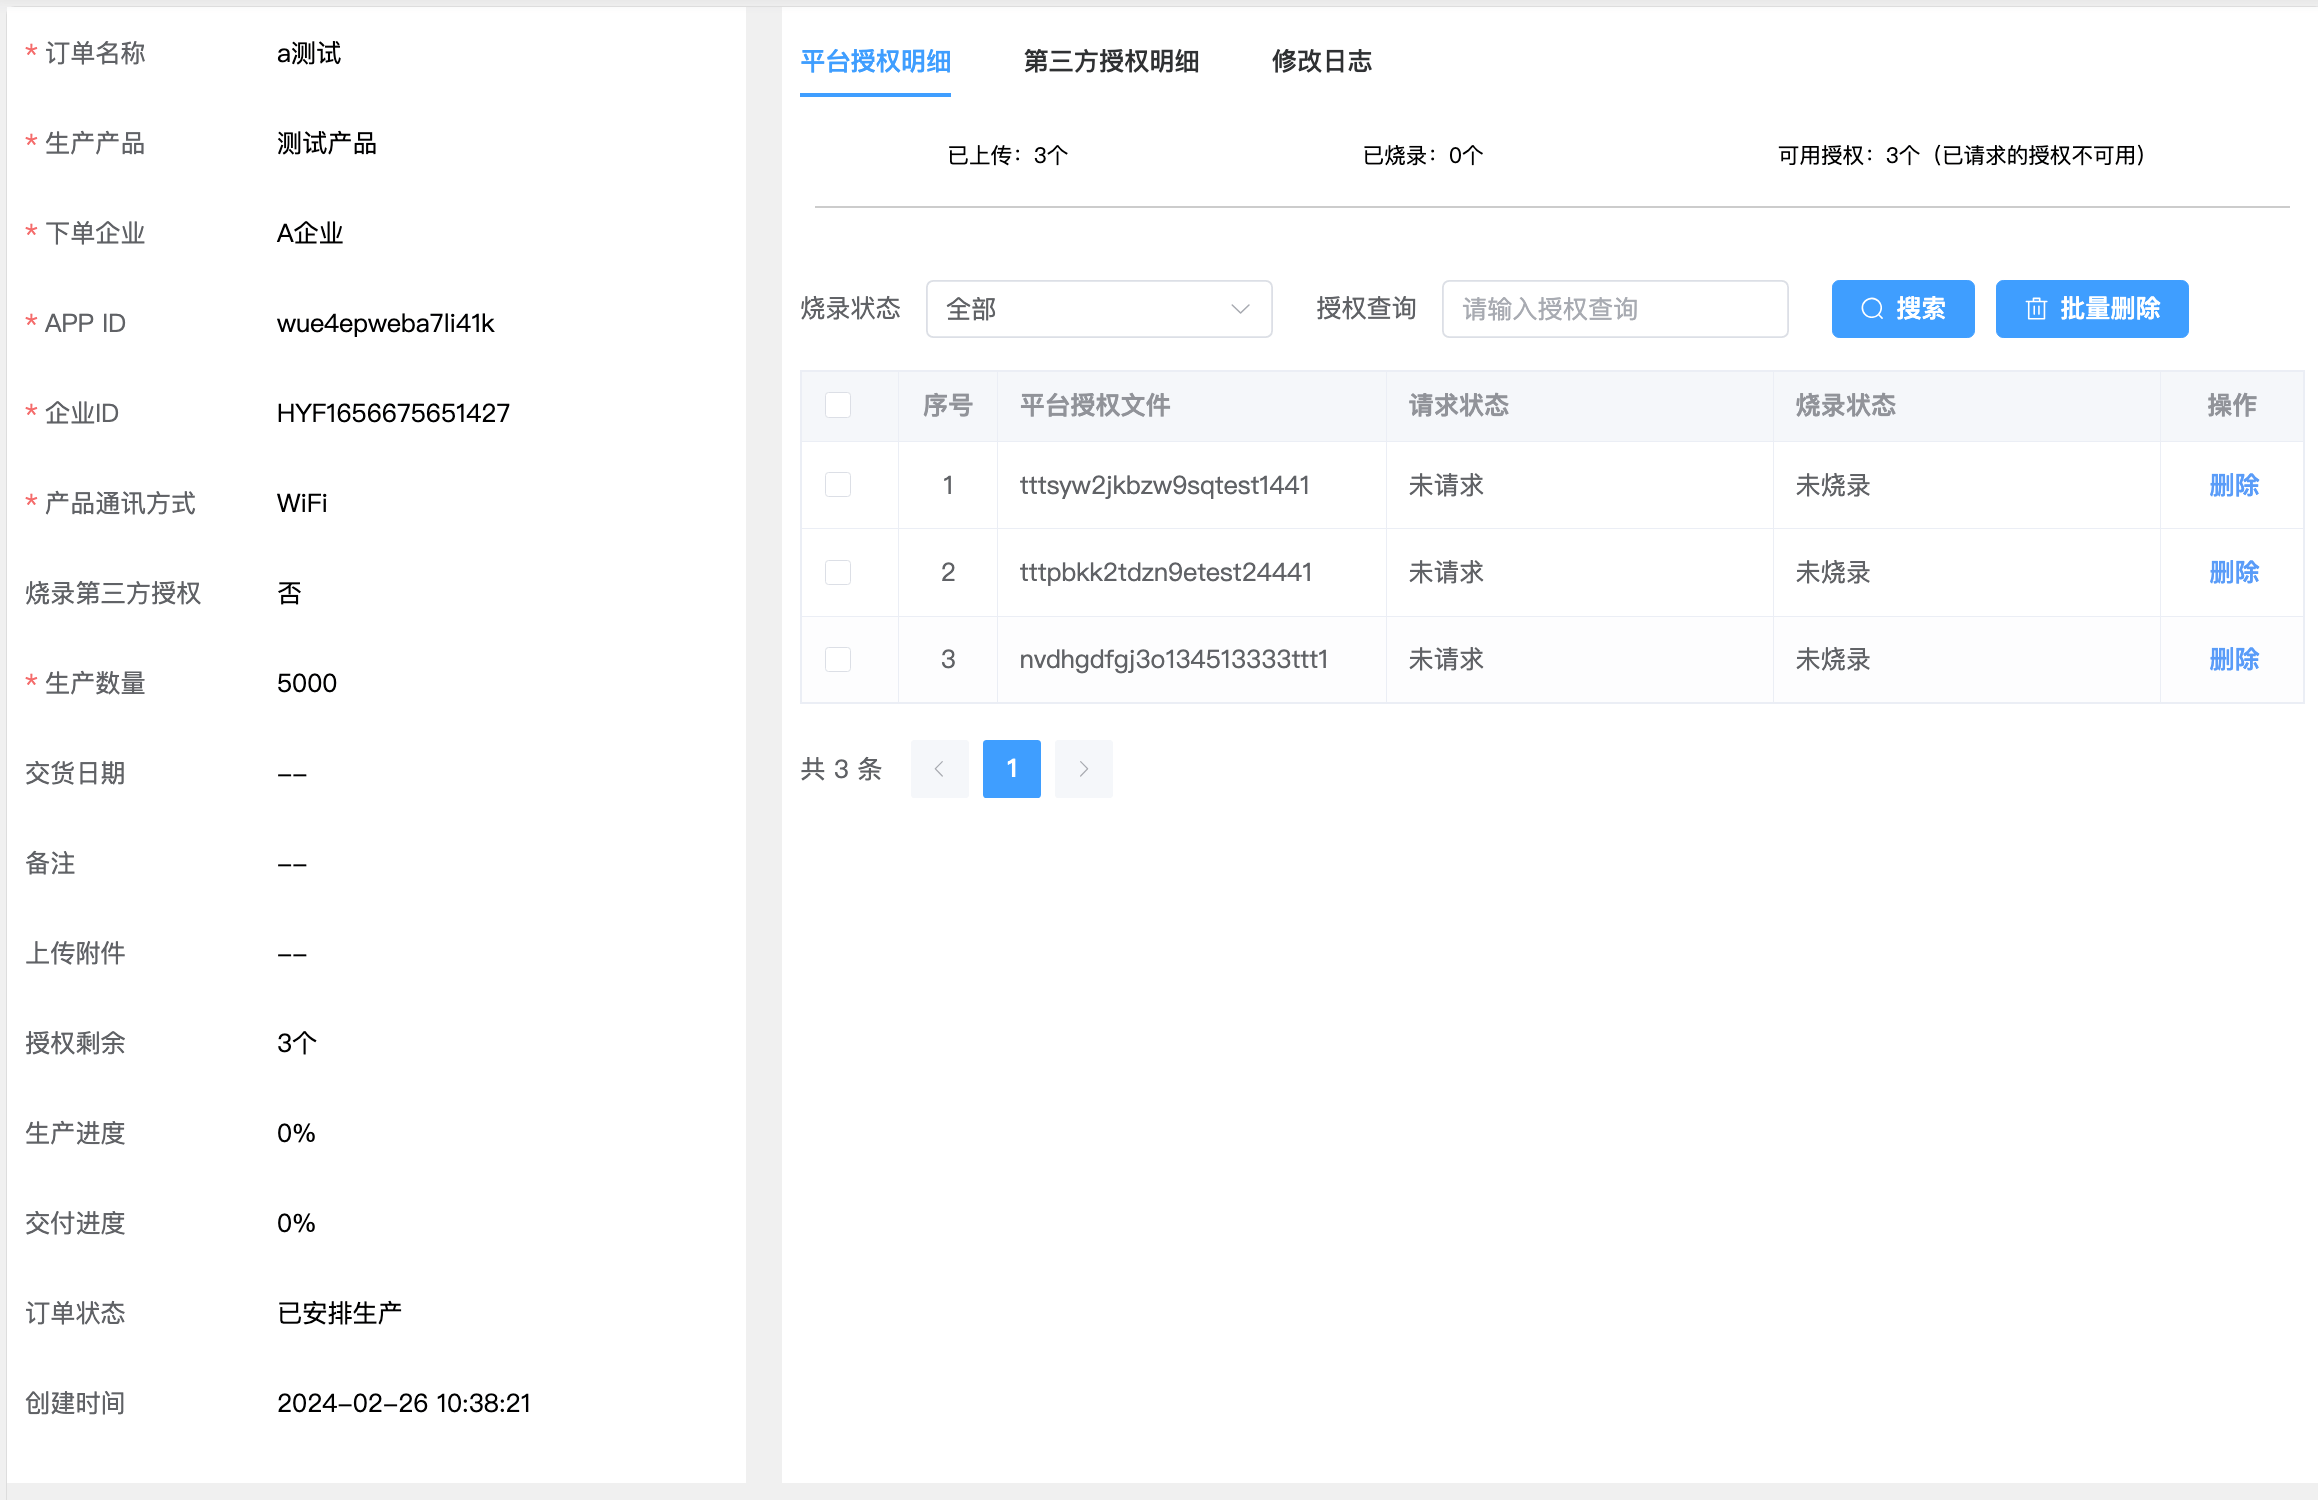 * 订单名称 a测试
* 生产产品 测试产品
* 下单企业 A企业
* APP ID wue4epweba7li41k
* 企业ID HYF1656675651427
* 产品通讯方式 WiFi
烧录第三方授权 否
* 生产数量 5000
交货日期 --
备注 --
上传附件 --
授权剩余 3个
生产进度 0%
交付进度 0%
订单状态 已安排生产
创建时间 2024-02-26 10:38:21
平台授权明细 第三方授权明细 修改日志
已上传：3个 已烧录：0个 可用授权：3个（已请求的授权不可用）
烧录状态 全部 授权查询 请输入授权查询 搜索 批量删除
序号 平台授权文件 请求状态 烧录状态 操作
1 tttsyw2jkbzw9sqtest1441 未请求 未烧录 删除
2 tttpbkk2tdzn9etest24441 未请求 未烧录 删除
3 nvdhgdfgj3o134513333ttt1 未请求 未烧录 删除
共 3 条 1